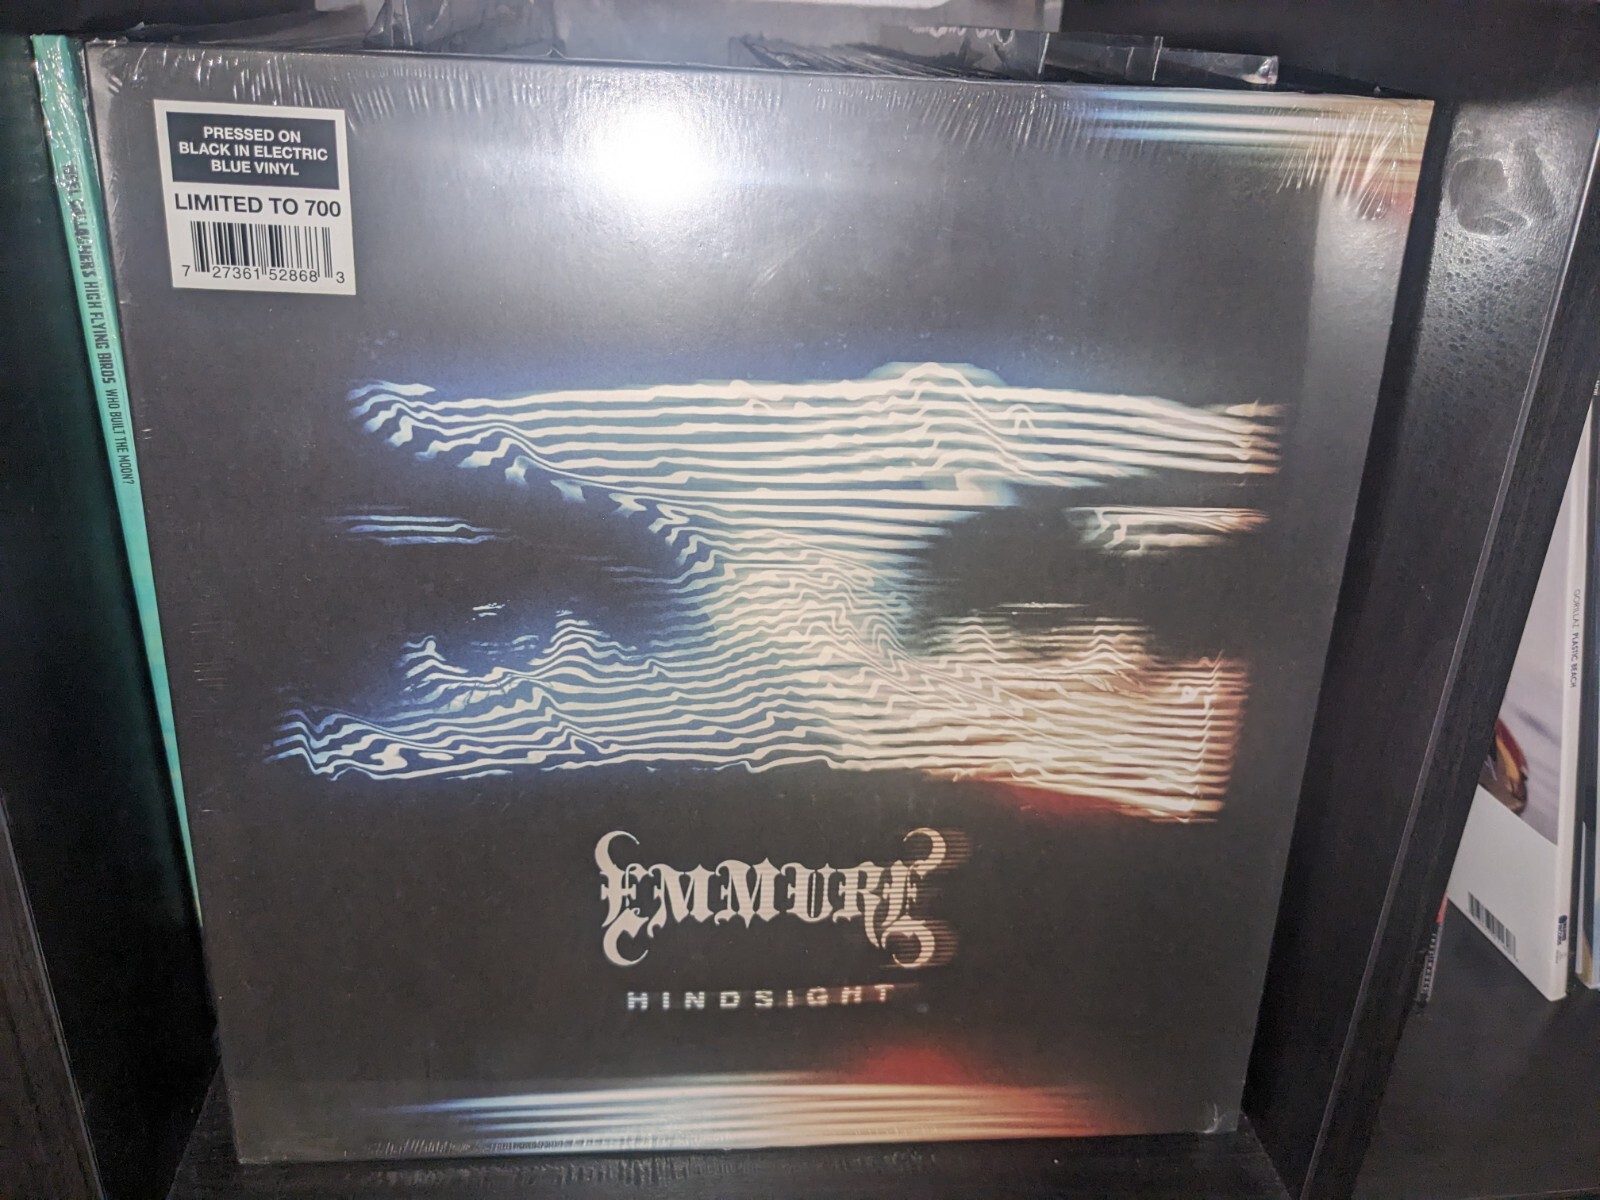 PRESSED ON
BLACK IN ELECTRIC
BLUE VINYL
LIMITED TO 700
7 27361 52868 3
GALLAGHER'S HIGH FLYING BIRDS WHO BUILT THE MOON?
EMMURE
HINDSIGHT
GORILLAZ PLASTIC BEACH